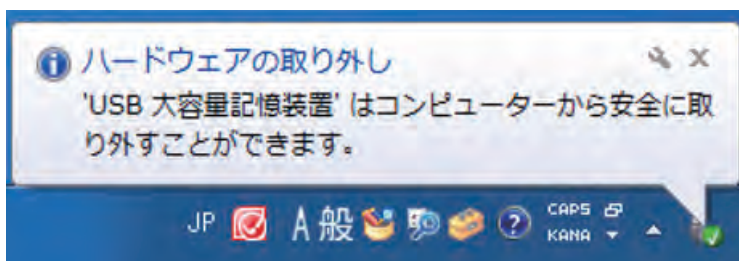 ハードウェアの取り外し
'USB 大容量記憶装置' はコンピューターから安全に取
り外すことができます。
JP A 般 ? CAPS
KANA